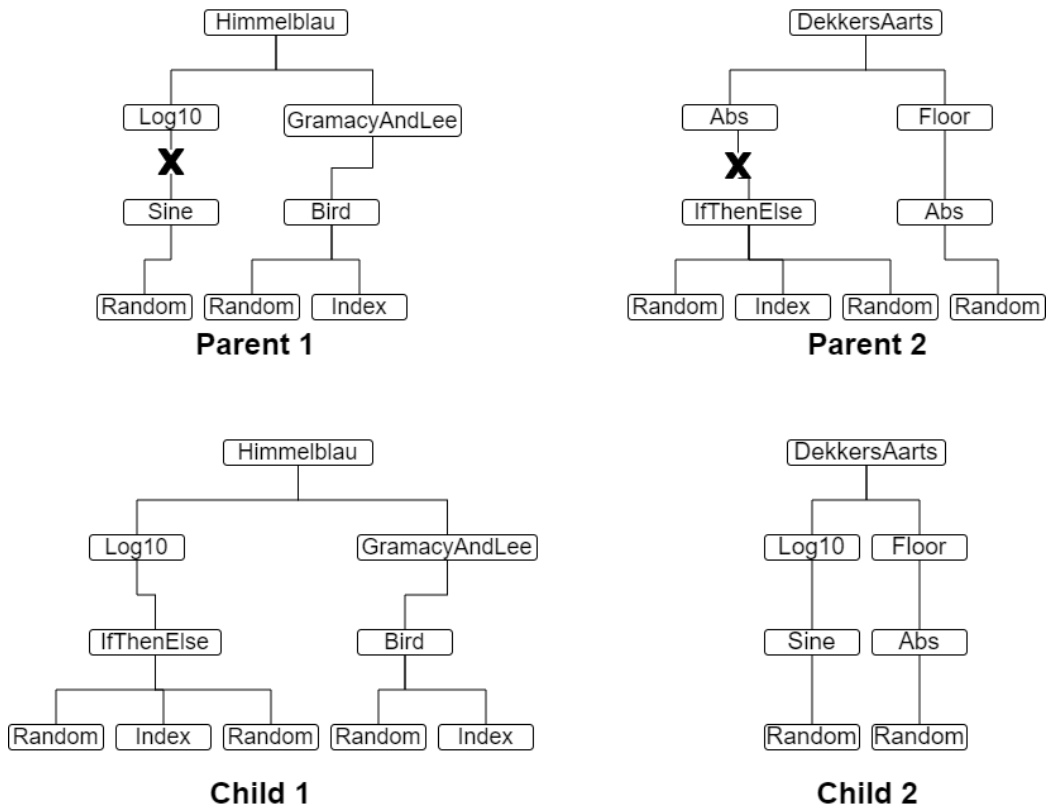 Himmelblau
Log10 GramacyAndLee
X
Sine Bird
Random Random Index
Parent 1
DekkersAarts
Abs Floor
X
IfThenElse Abs
Random Index Random Random
Parent 2
Himmelblau
Log10 GramacyAndLee
IfThenElse Bird
Random Index Random Random Index
Child 1
DekkersAarts
Log10 Floor
Sine Abs
Random Random
Child 2